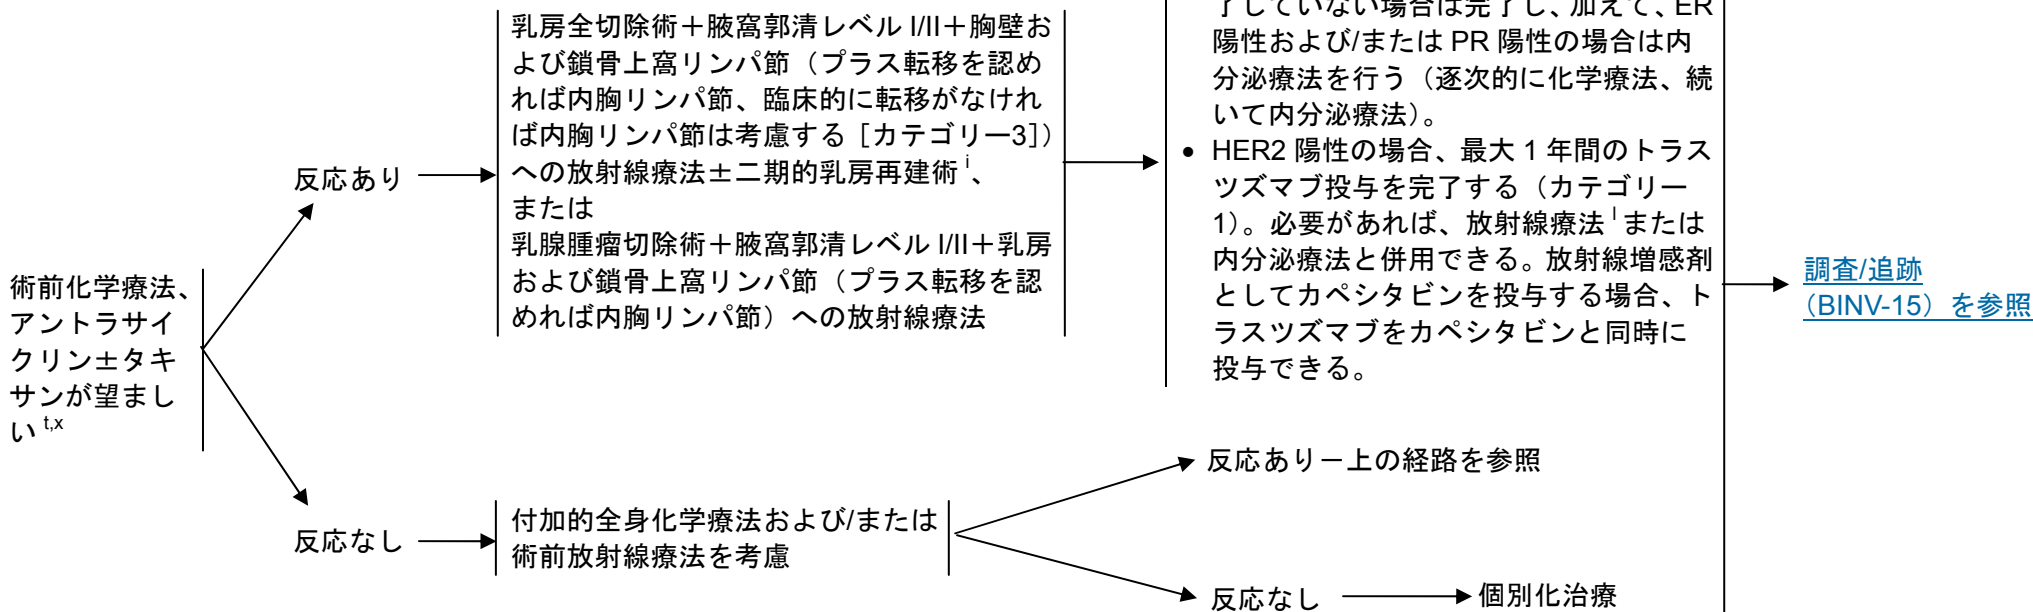 術前化学療法、
アントラサイ
クリン±タキ
サンが望まし
い t,x
反応あり
乳房全切除術＋腋窩郭清レベル I/II＋胸壁お
よび鎖骨上窩リンパ節（プラス転移を認め
れば内胸リンパ節、臨床的に転移がなけれ
ば内胸リンパ節は考慮する［カテゴリー3］）
への放射線療法±二期的乳房再建術 i、
または
乳腺腫瘤切除術＋腋窩郭清レベル I/II＋乳房
および鎖骨上窩リンパ節（プラス転移を認
めれば内胸リンパ節）への放射線療法
了していない場合は完了し、加えて、ER
陽性および/または PR 陽性の場合は内
分泌療法を行う（逐次的に化学療法、続
いて内分泌療法）。
• HER2 陽性の場合、最大 1 年間のトラス
ツズマブ投与を完了する（カテゴリー
1）。必要があれば、放射線療法 l または
内分泌療法と併用できる。放射線増感剤
としてカペシタビンを投与する場合、ト
ラスツズマブをカペシタビンと同時に
投与できる。
調査/追跡
（BINV-15）を参照
反応なし
付加的全身化学療法および/または
術前放射線療法を考慮
反応あり－上の経路を参照
反応なし
個別化治療